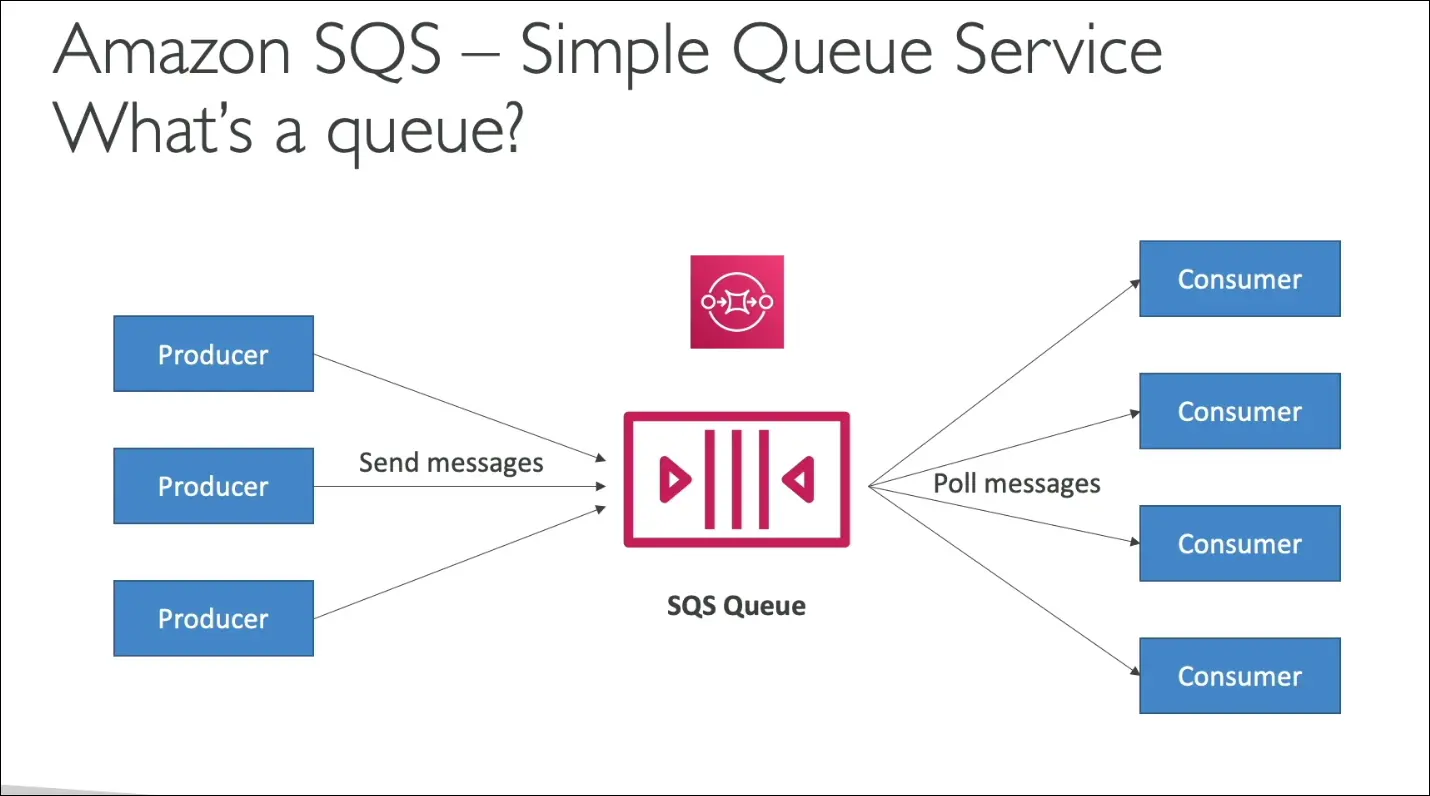 Amazon SQS – Simple Queue Service
What's a queue?
Producer
Producer
Producer
Send messages
SQS Queue
Poll messages
Consumer
Consumer
Consumer
Consumer